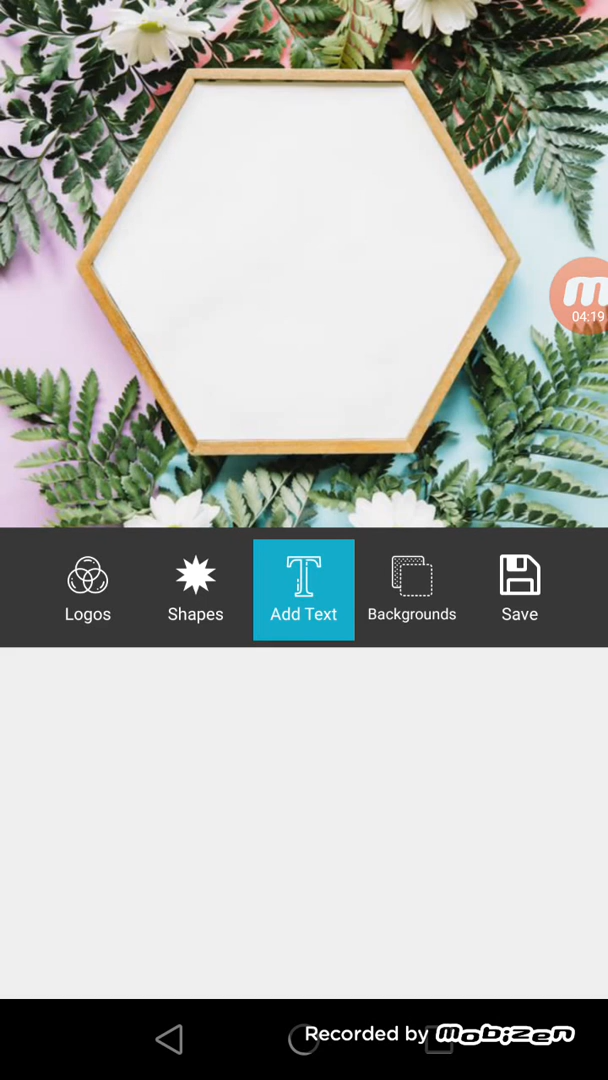 04:19
Logos
Shapes
Add Text
Backgrounds
Save
Recorded by mobizen